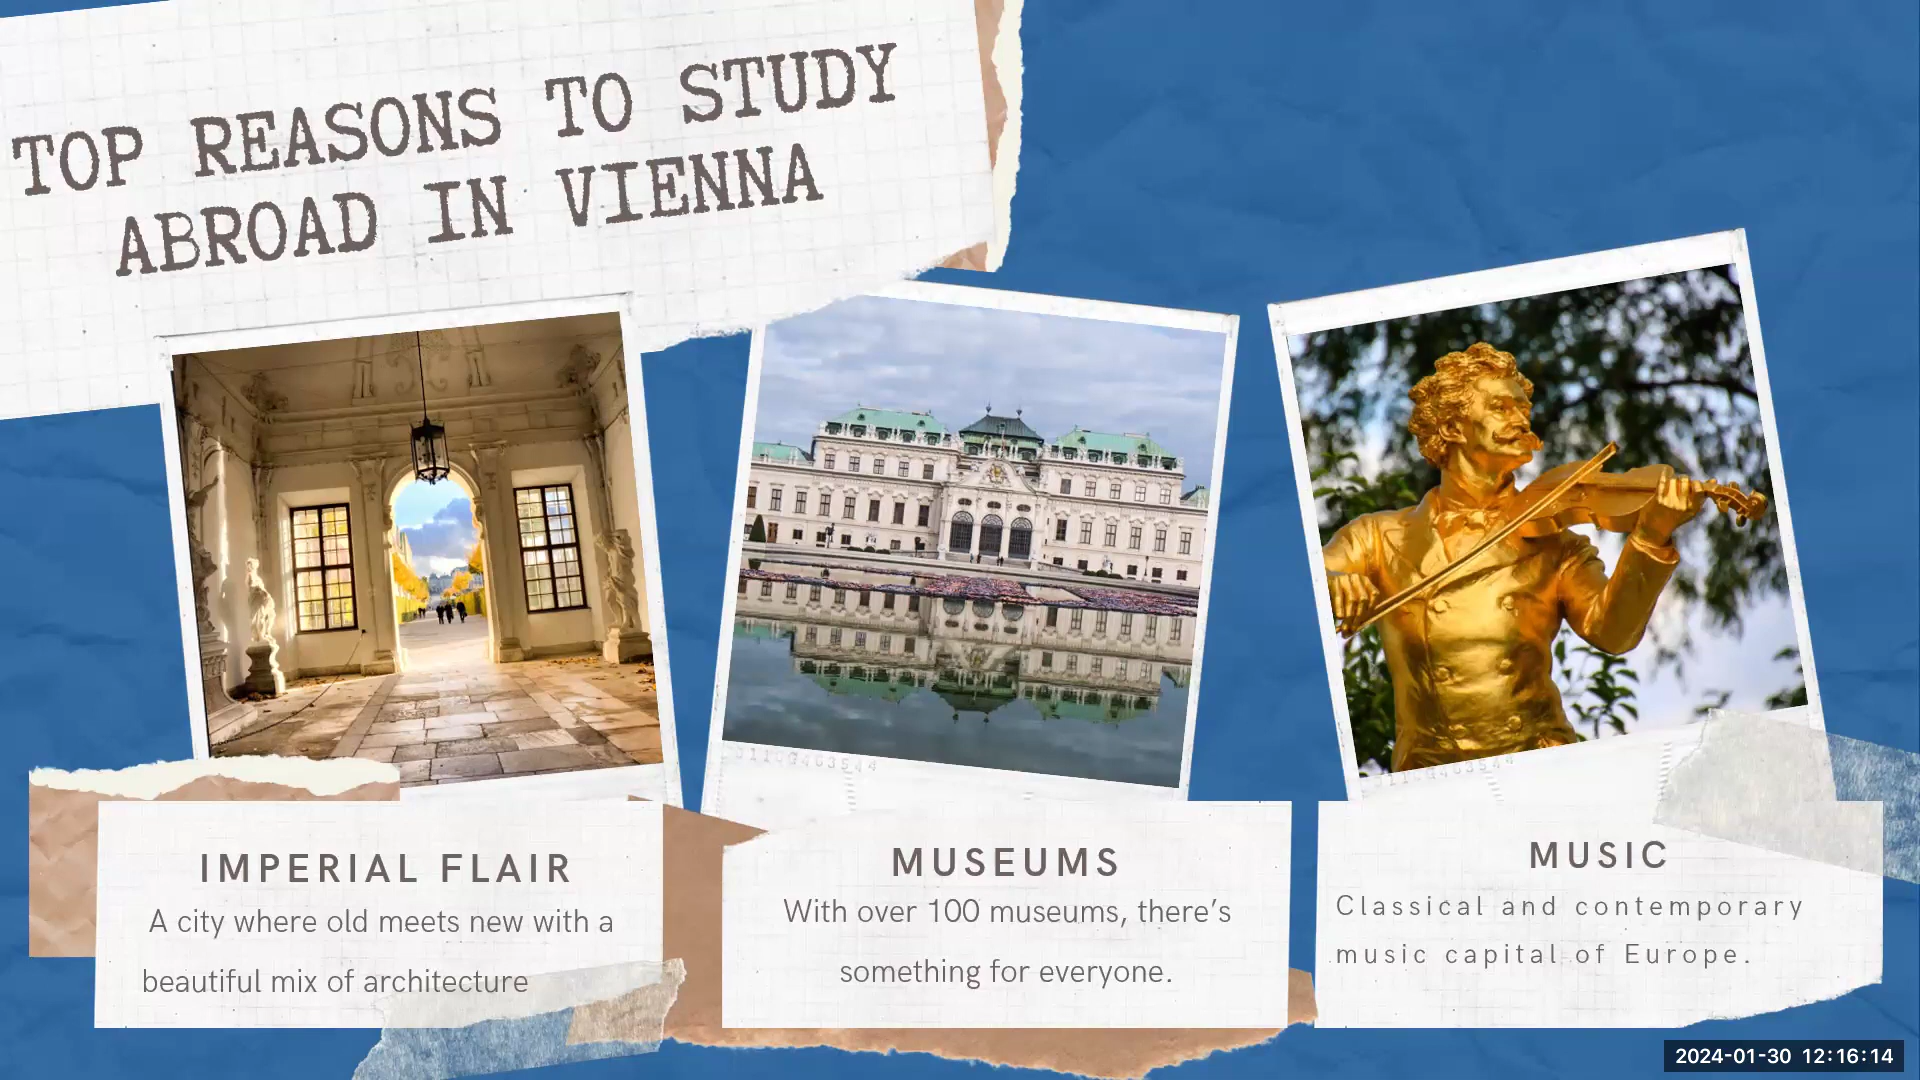 TOP REASONS TO STUDY
ABROAD IN VIENNA
IMPERIAL FLAIR
A city where old meets new with a
beautiful mix of architecture
MUSEUMS
With over 100 museums, there's
something for everyone.
MUSIC
Classical and contemporary
music capital of Europe.
2024-01-30 12:16:14